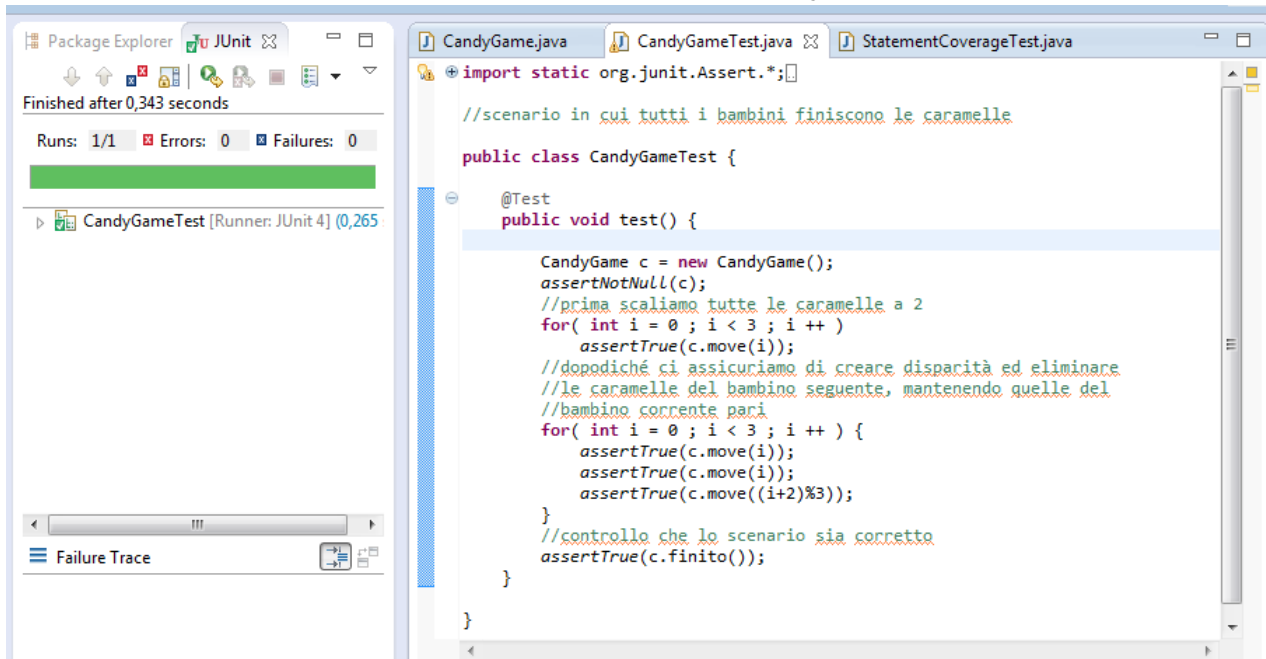 Package Explorer JUnit
Finished after 0,343 seconds
Runs: 1/1 Errors: 0 Failures: 0
CandyGameTest [Runner: JUnit 4] (0,265
Failure Trace
CandyGame.java CandyGameTest.java StatementCoverageTest.java
import static org.junit.Assert.*;
//scenario in cui tutti i bambini finiscono le caramelle
public class CandyGameTest {
@Test
public void test() {
CandyGame c = new CandyGame();
assertNotNull(c);
//prima scaliamo tutte le caramelle a 2
for( int i = 0 ; i < 3 ; i ++ )
assertTrue(c.move(i));
//dopodiché ci assicuriamo di creare disparità ed eliminare
//le caramelle del bambino seguente, mantenendo quelle del
//bambino corrente pari
for( int i = 0 ; i < 3 ; i ++ ) {
assertTrue(c.move(i));
assertTrue(c.move(i));
assertTrue(c.move((i+2)%3));
}
//controllo che lo scenario sia corretto
assertTrue(c.finito());
}
}